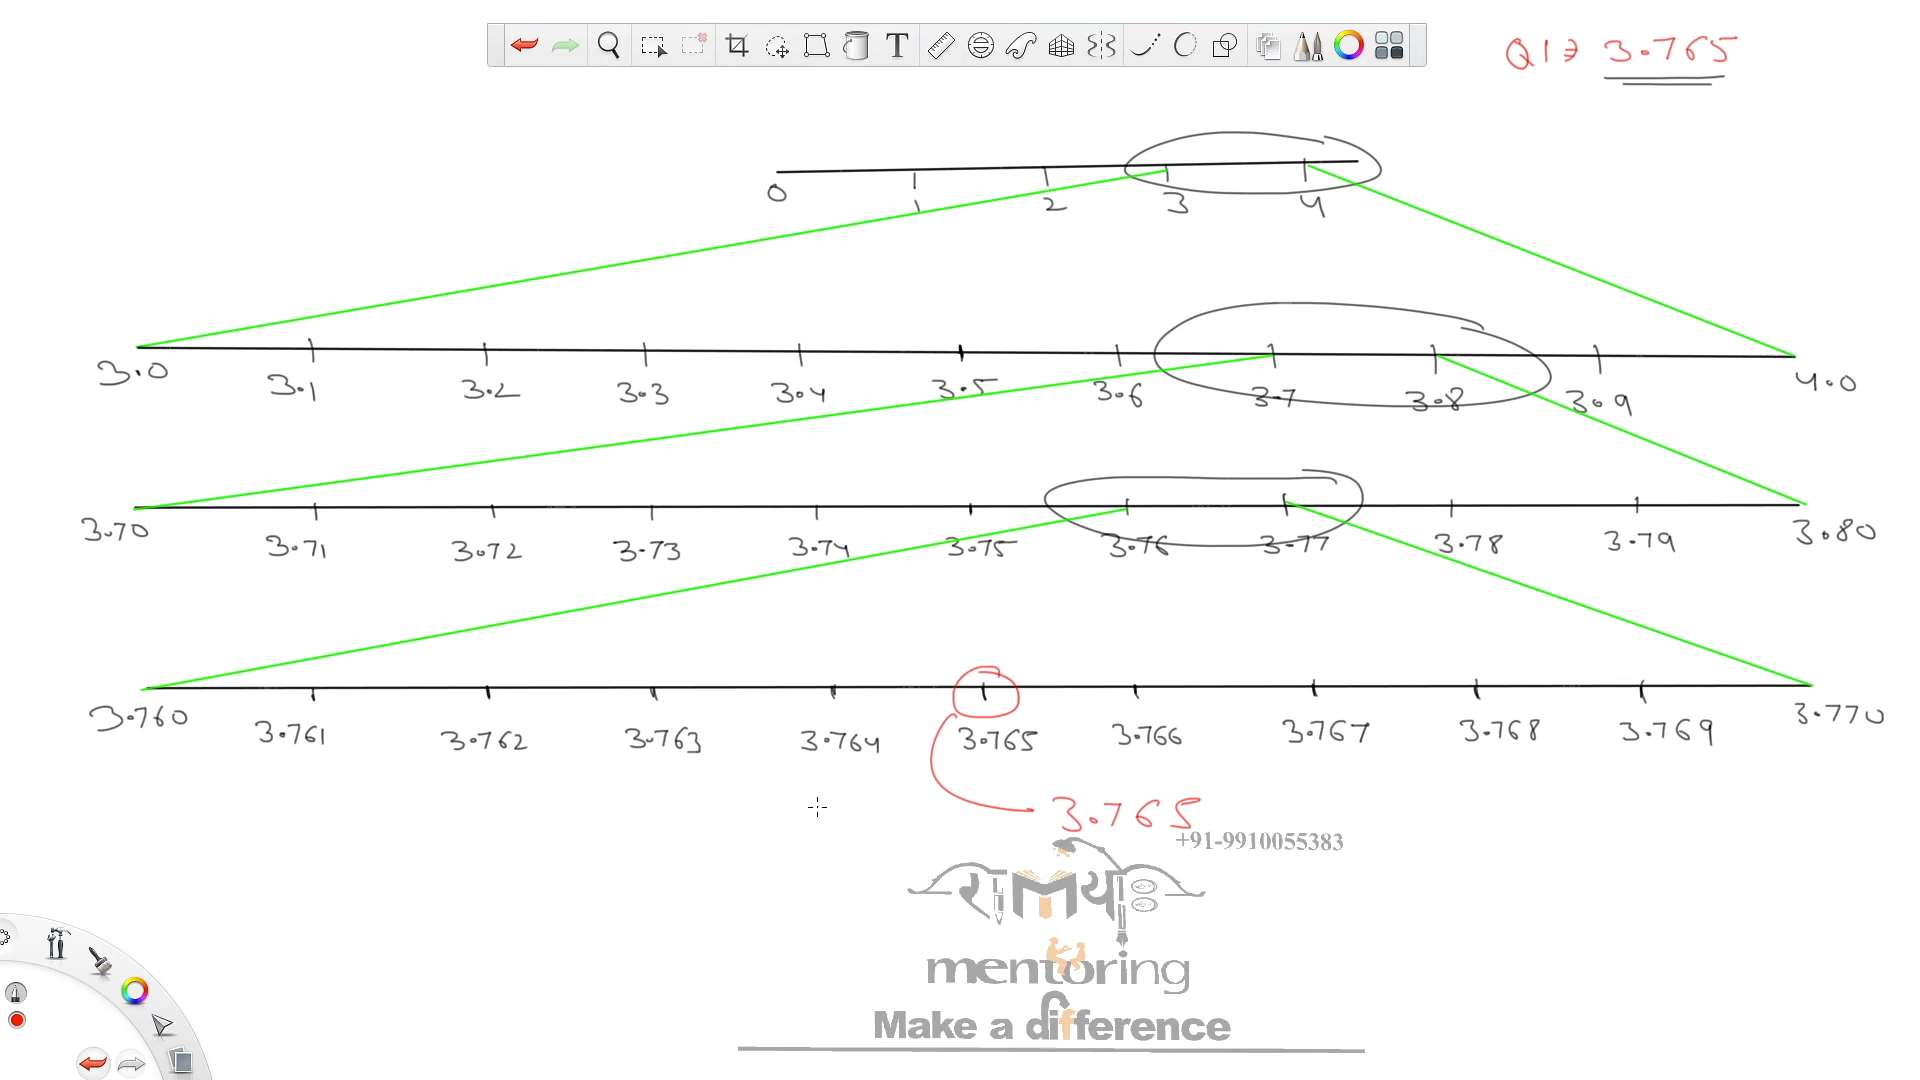 Q1⇒ 3.765
0 1 2 3 4
3.0 3.1 3.2 3.3 3.4 3.5 3.6 3.7 3.8 3.9 4.0
3.70 3.71 3.72 3.73 3.74 3.75 3.76 3.77 3.78 3.79 3.80
3.760 3.761 3.762 3.763 3.764 3.765 3.766 3.767 3.768 3.769 3.770
3.765
+91-9910055383
mentoring
Make a difference